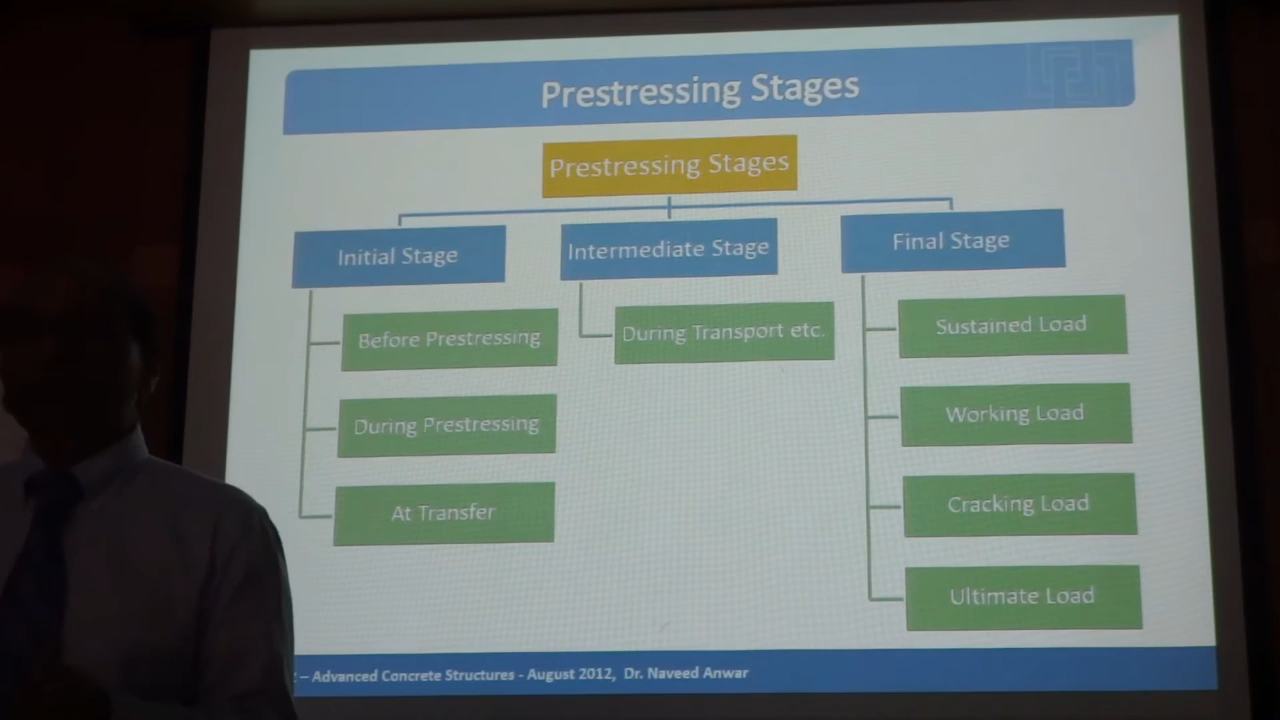 Prestressing Stages
Prestressing Stages
Initial Stage
Intermediate Stage
Final Stage
Before Prestressing
During Prestressing
At Transfer
During Transport etc.
Sustained Load
Working Load
Cracking Load
Ultimate Load
– Advanced Concrete Structures - August 2012, Dr. Naveed Anwar